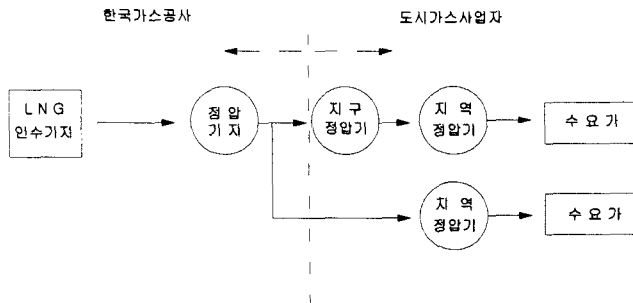 한국가스공사
도시가스사업자
LNG
인수기지
정압
기지
지구
정압기
지역
정압기
수요가
지역
정압기
수요가